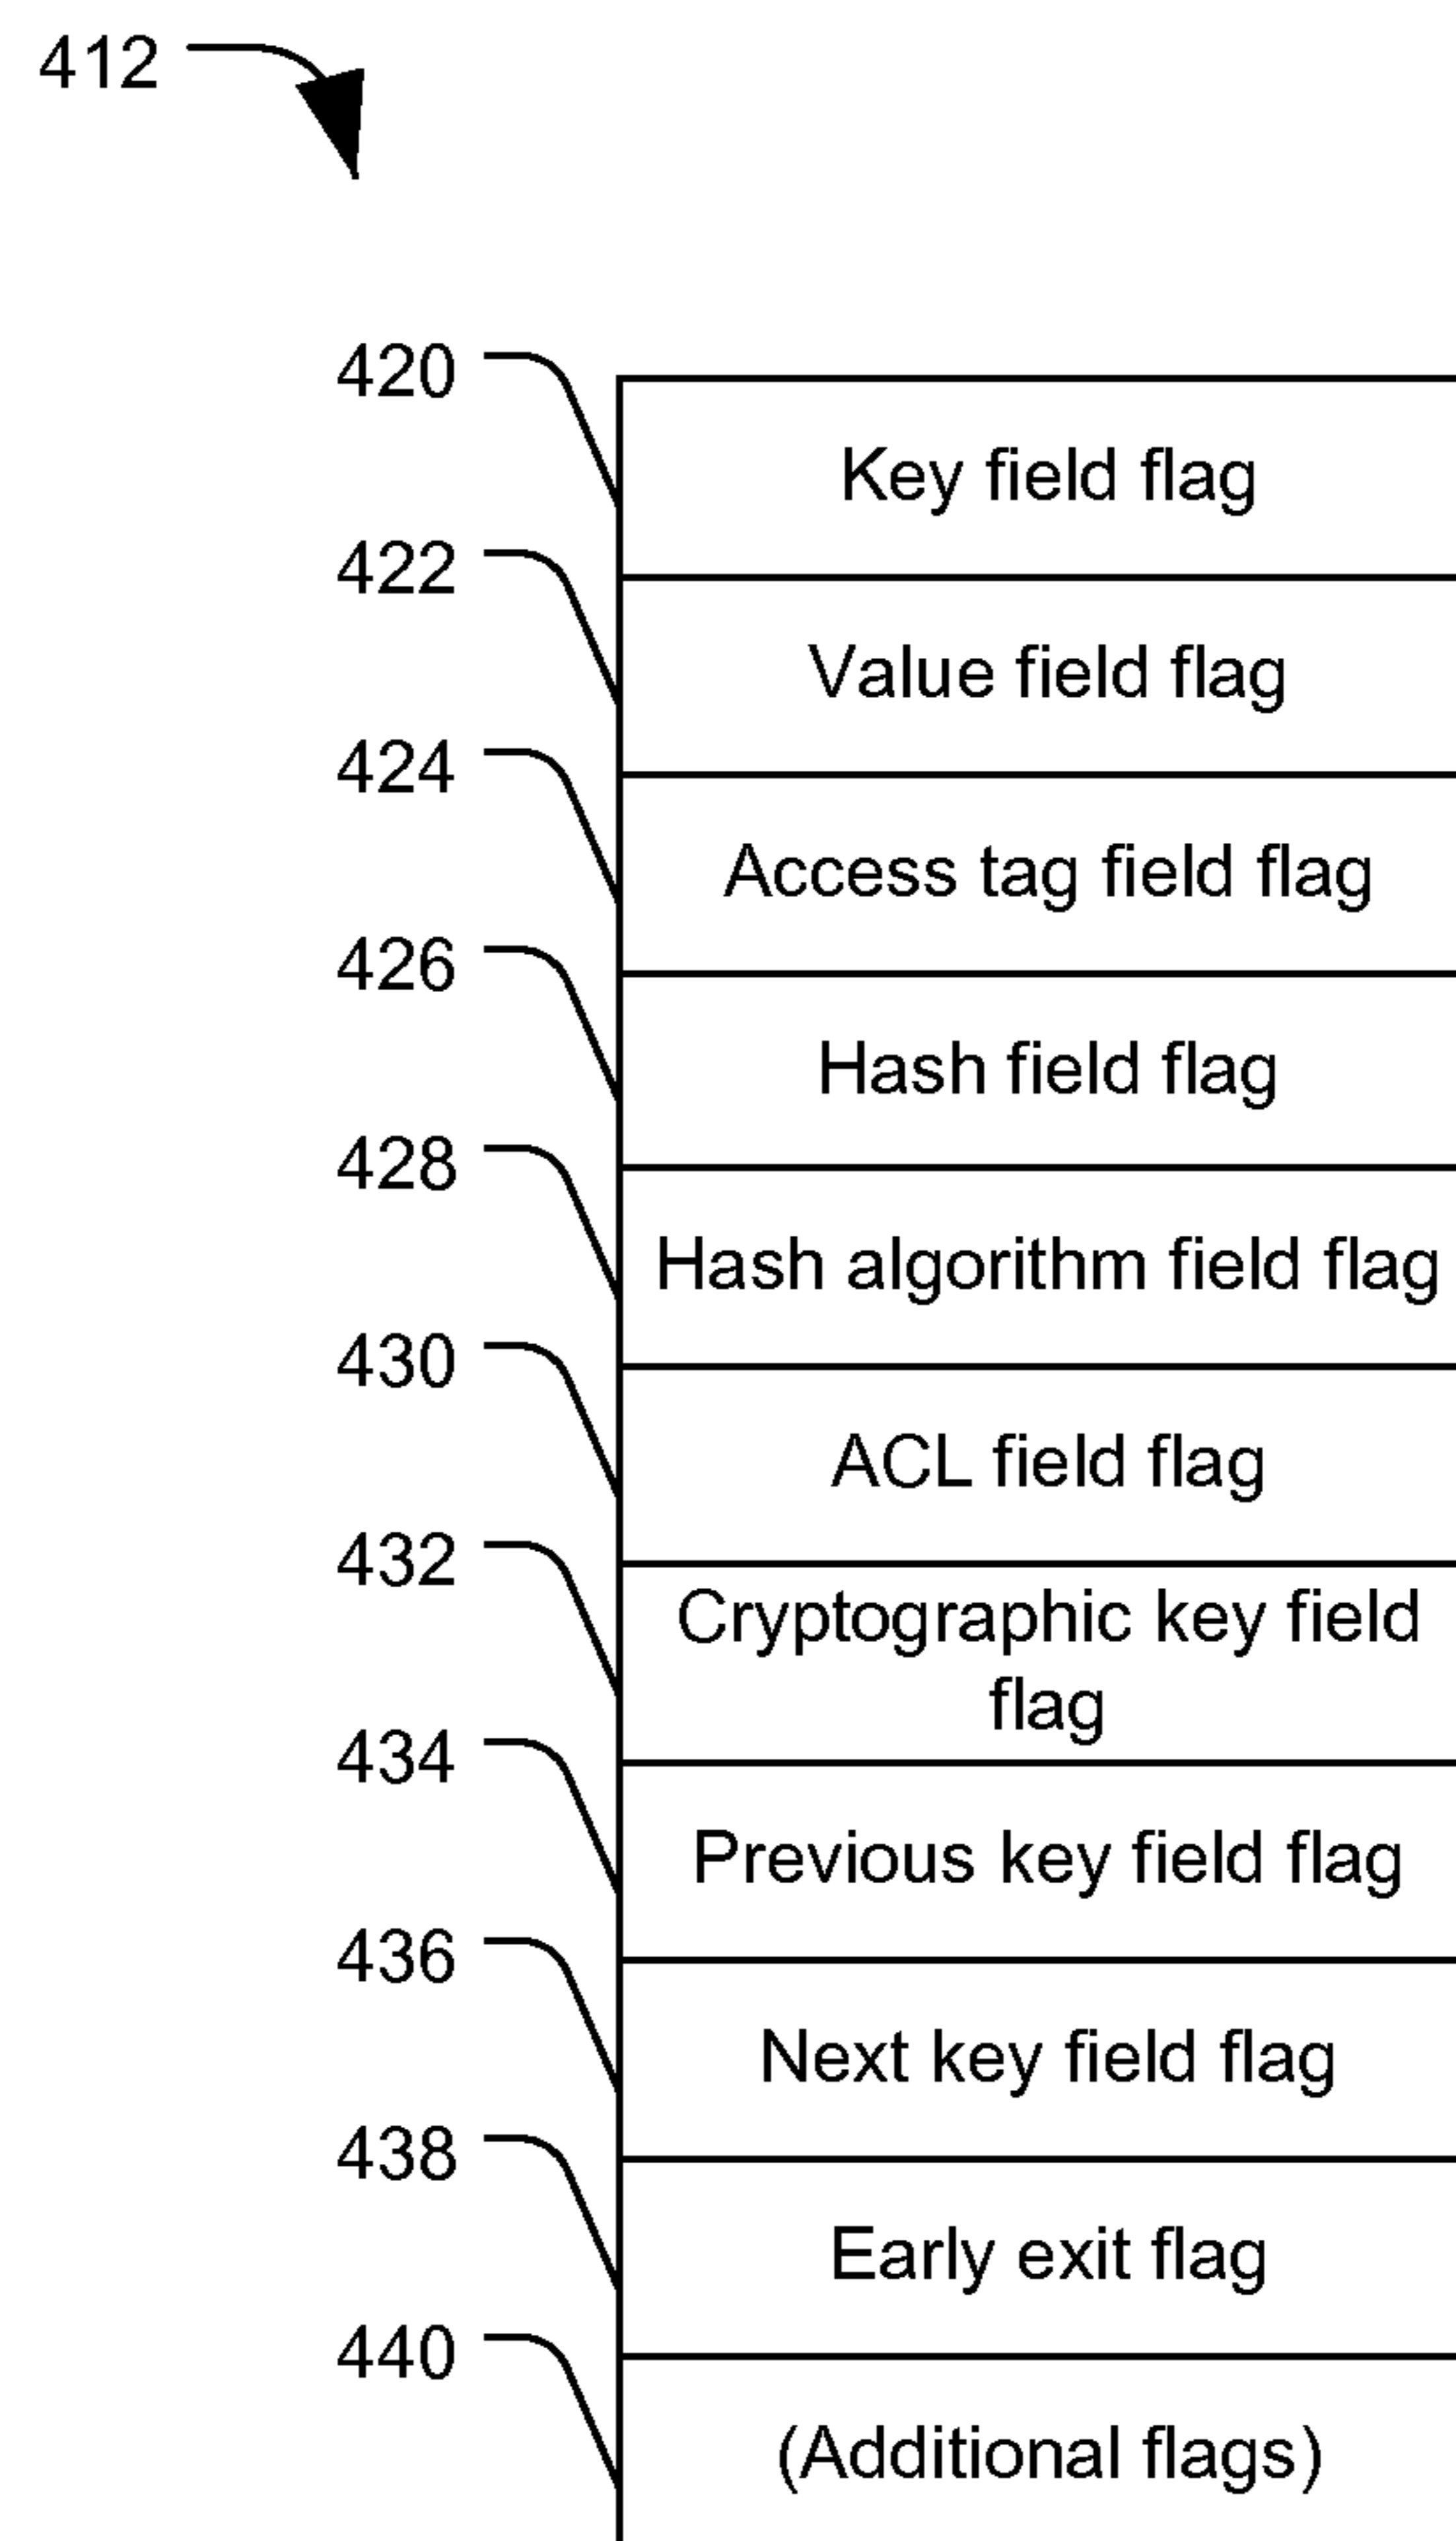 412
420
Key field flag
422
Value field flag
424
Access tag field flag
426
Hash field flag
428
Hash algorithm field flag
430
ACL field flag
432
Cryptographic key field
flag
434
Previous key field flag
436
Next key field flag
438
Early exit flag
440
(Additional flags)